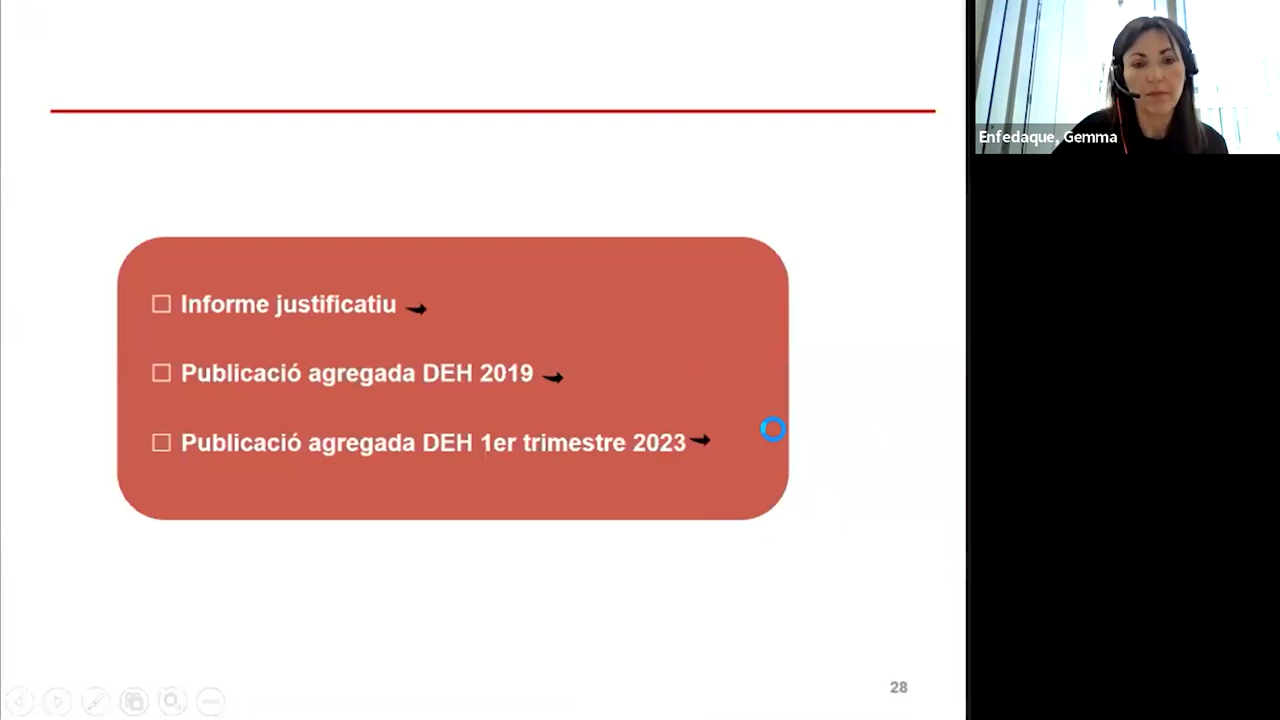 Informe justificatiu
Publicació agregada DEH 2019
Publicació agregada DEH 1er trimestre 2023
28
Enfedaque, Gemma